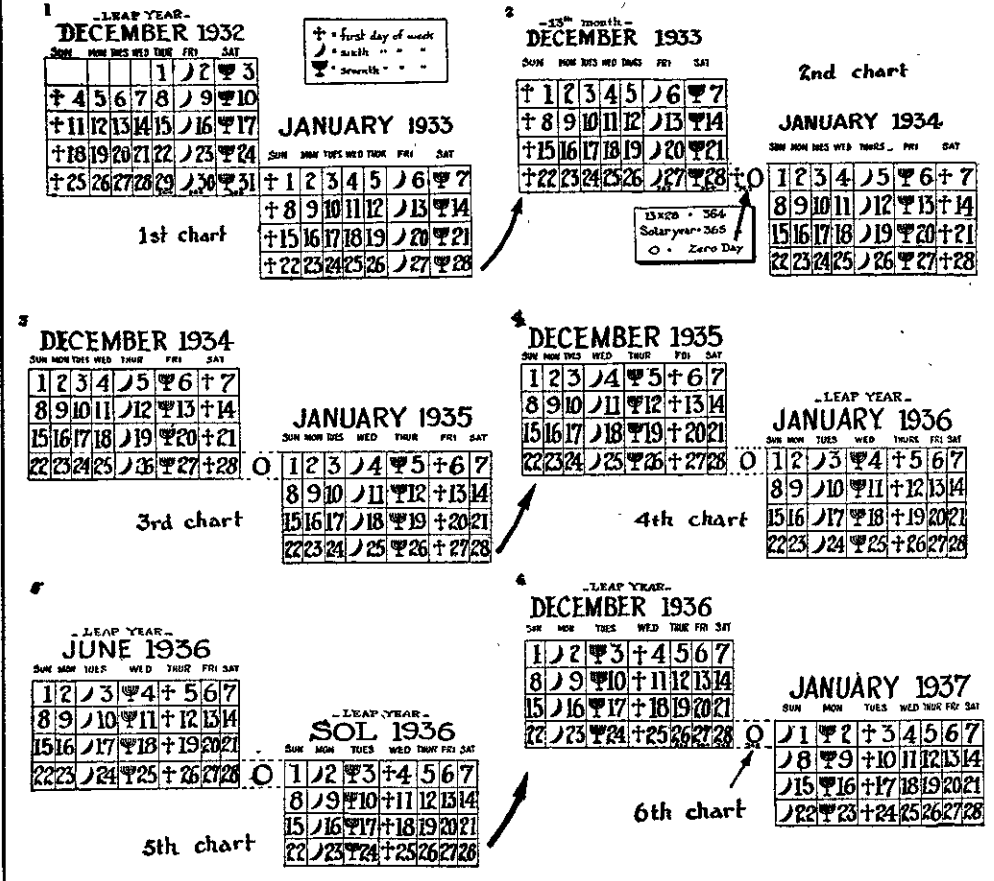 1
-LEAP YEAR-
DECEMBER 1932
SUN MON TUES WED THUR FRI SAT
1 2 3
4 5 6 7 8 9 10
11 12 13 14 15 16 17
18 19 20 21 22 23 24
25 26 27 28 29 30 31
† = first day of week
☽ = sixth " " "
= seventh " " "
JANUARY 1933
SUN MON TUES WED THUR FRI SAT
† 1 2 3 4 5 6 7
† 8 9 10 11 12 13 14
† 15 16 17 18 19 20 21
† 22 23 24 25 26 27 28
1st chart
2
-13th month-
DECEMBER 1933
SUN MON TUES WED THURS FRI SAT
† 1 2 3 4 5 6 7
† 8 9 10 11 12 13 14
† 15 16 17 18 19 20 21
† 22 23 24 25 26 27 28 † O
2nd chart
JANUARY 1934
SUN MON TUES WED THURS FRI SAT
1 2 3 4 5 6 † 7
8 9 10 11 12 13 † 14
15 16 17 18 19 20 † 21
22 23 24 25 26 27 † 28
13x28 = 364
Solar year = 365
O = Zero Day
3
DECEMBER 1934
SUN MON TUES WED THUR FRI SAT
1 2 3 4 5 6 † 7
8 9 10 11 12 13 † 14
15 16 17 18 19 20 † 21
22 23 24 25 26 27 † 28 O
JANUARY 1935
SUN MON TUES WED THUR FRI SAT
1 2 3 4 5 † 6 7
8 9 10 11 12 † 13 14
15 16 17 18 19 † 20 21
22 23 24 25 26 † 27 28
3rd chart
4
DECEMBER 1935
SUN MON TUES WED THUR FRI SAT
1 2 3 4 5 † 6 7
8 9 10 11 12 † 13 14
15 16 17 18 19 † 20 21
22 23 24 25 26 † 27 28 O
-LEAP YEAR-
JANUARY 1936
SUN MON TUES WED THURS FRI SAT
1 2 3 4 † 5 6 7
8 9 10 11 † 12 13 14
15 16 17 18 † 19 20 21
22 23 24 25 † 26 27 28
4th chart
5
-LEAP YEAR-
JUNE 1936
SUN MON TUES WED THUR FRI SAT
1 2 3 4 † 5 6 7
8 9 10 11 † 12 13 14
15 16 17 18 † 19 20 21
22 23 24 25 † 26 27 28 O
-LEAP YEAR-
SOL 1936
SUN MON TUES WED THUR FRI SAT
1 2 3 † 4 5 6 7
8 9 10 † 11 12 13 14
15 16 17 † 18 19 20 21
22 23 24 † 25 26 27 28
5th chart
6
-LEAP YEAR-
DECEMBER 1936
SUN MON TUES WED THUR FRI SAT
1 2 3 † 4 5 6 7
8 9 10 † 11 12 13 14
15 16 17 † 18 19 20 21
22 23 24 † 25 26 27 28 O
JANUARY 1937
SUN MON TUES WED THUR FRI SAT
1 2 † 3 4 5 6 7
8 9 † 10 11 12 13 14
15 16 † 17 18 19 20 21
22 23 † 24 25 26 27 28
6th chart